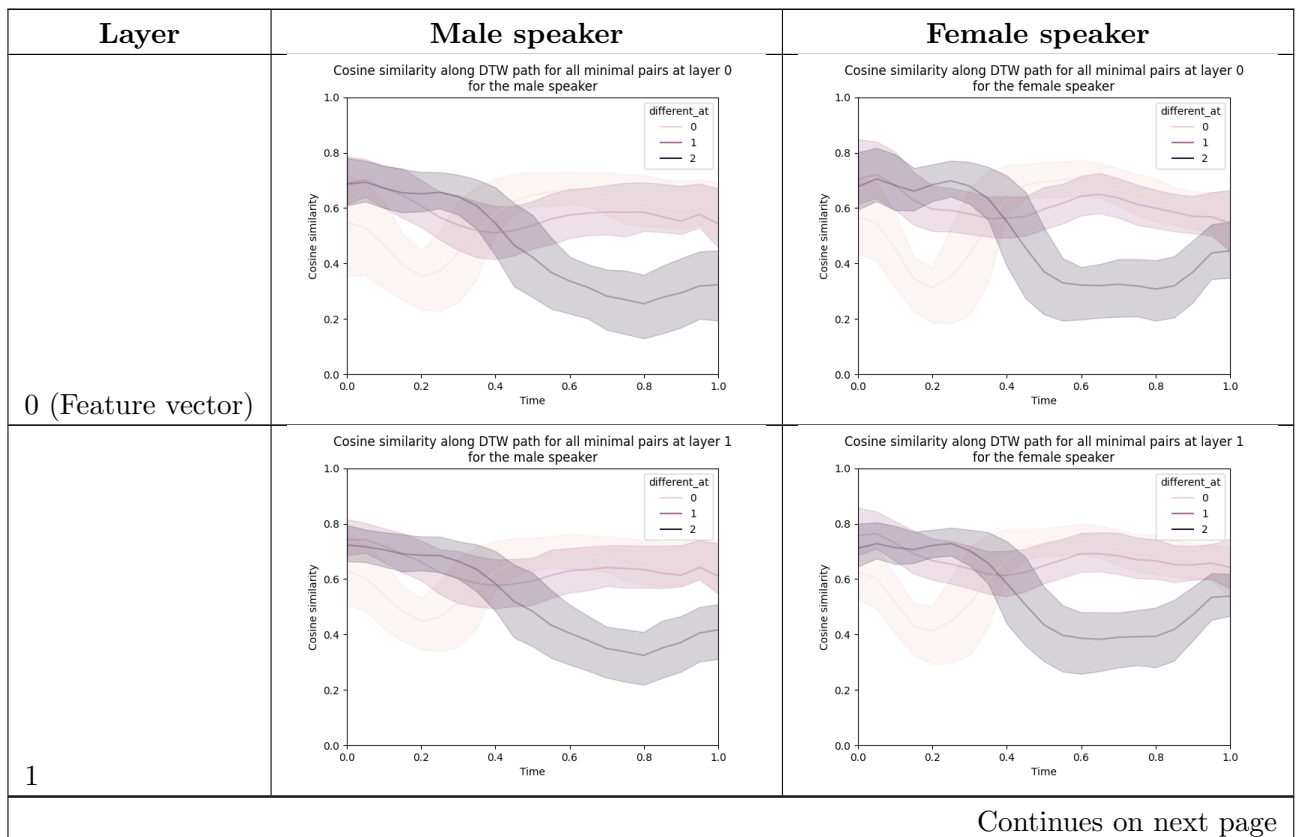 Layer
Male speaker
Female speaker
0 (Feature vector)
Cosine similarity along DTW path for all minimal pairs at layer 0
for the male speaker
1.0
0.8
0.6
0.4
0.2
0.0
Cosine similarity
different_at
0
1
2
0.0 0.2 0.4 0.6 0.8 1.0
Time
Cosine similarity along DTW path for all minimal pairs at layer 0
for the female speaker
1.0
0.8
0.6
0.4
0.2
0.0
Cosine similarity
different_at
0
1
2
0.0 0.2 0.4 0.6 0.8 1.0
Time
1
Cosine similarity along DTW path for all minimal pairs at layer 1
for the male speaker
1.0
0.8
0.6
0.4
0.2
0.0
Cosine similarity
different_at
0
1
2
0.0 0.2 0.4 0.6 0.8 1.0
Time
Cosine similarity along DTW path for all minimal pairs at layer 1
for the female speaker
1.0
0.8
0.6
0.4
0.2
0.0
Cosine similarity
different_at
0
1
2
0.0 0.2 0.4 0.6 0.8 1.0
Time
Continues on next page